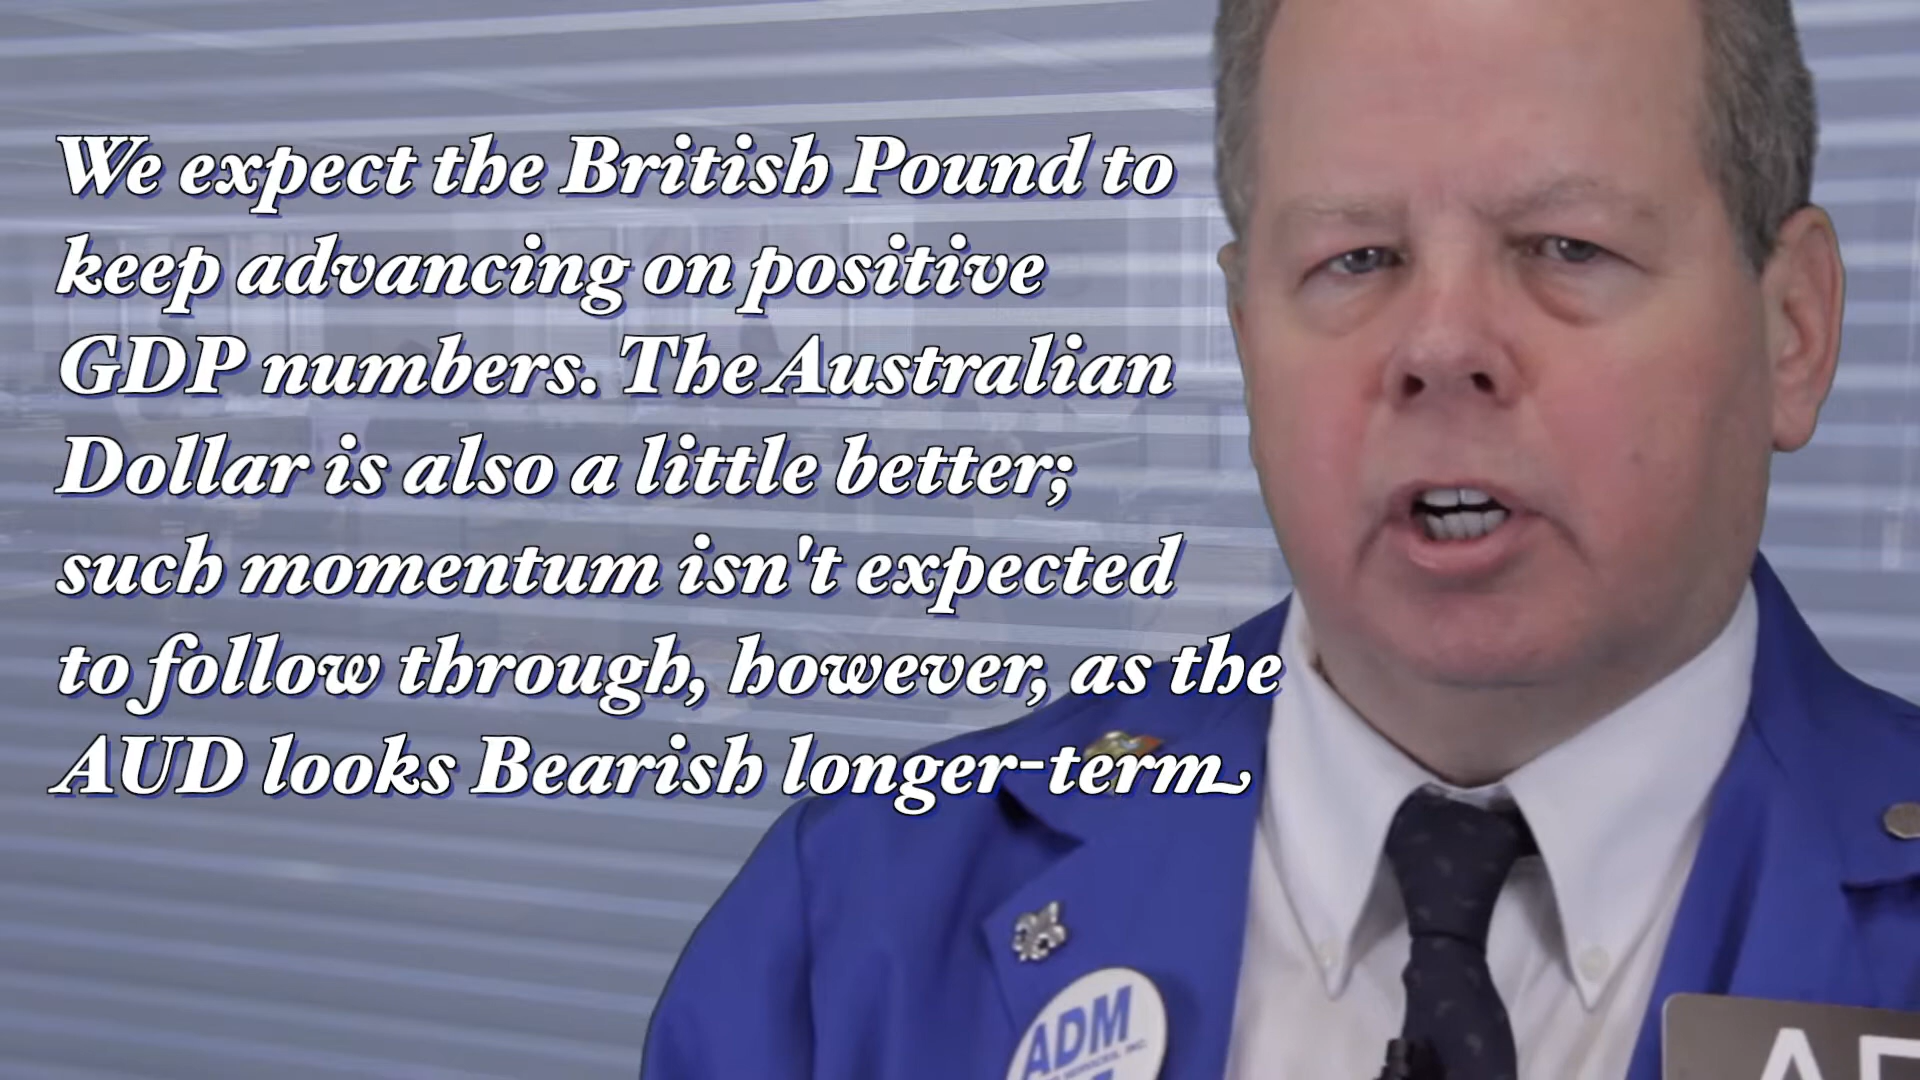 We expect the British Pound to
keep advancing on positive
GDP numbers. The Australian
Dollar is also a little better;
such momentum isn't expected
to follow through, however, as the
AUD looks Bearish longer-term.
ADM